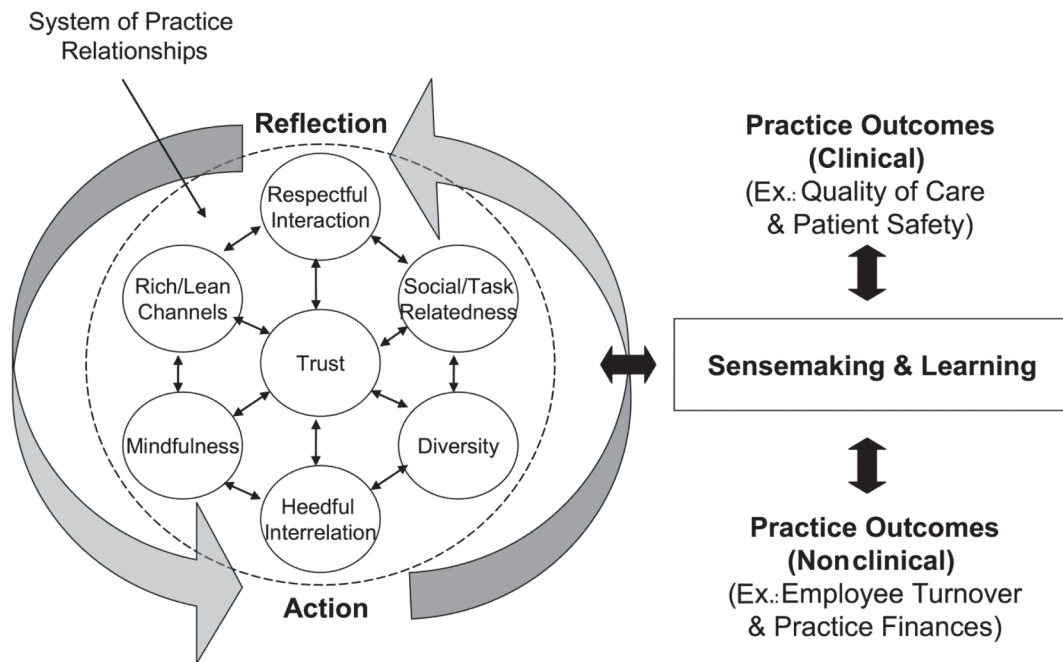 System of Practice
Relationships
Reflection
Respectful
Interaction
Rich/Lean
Channels
Social/Task
Relatedness
Trust
Mindfulness
Diversity
Heedful
Interrelation
Action
Practice Outcomes
(Clinical)
(Ex.: Quality of Care
& Patient Safety)
Sensemaking & Learning
Practice Outcomes
(Nonclinical)
(Ex.: Employee Turnover
& Practice Finances)